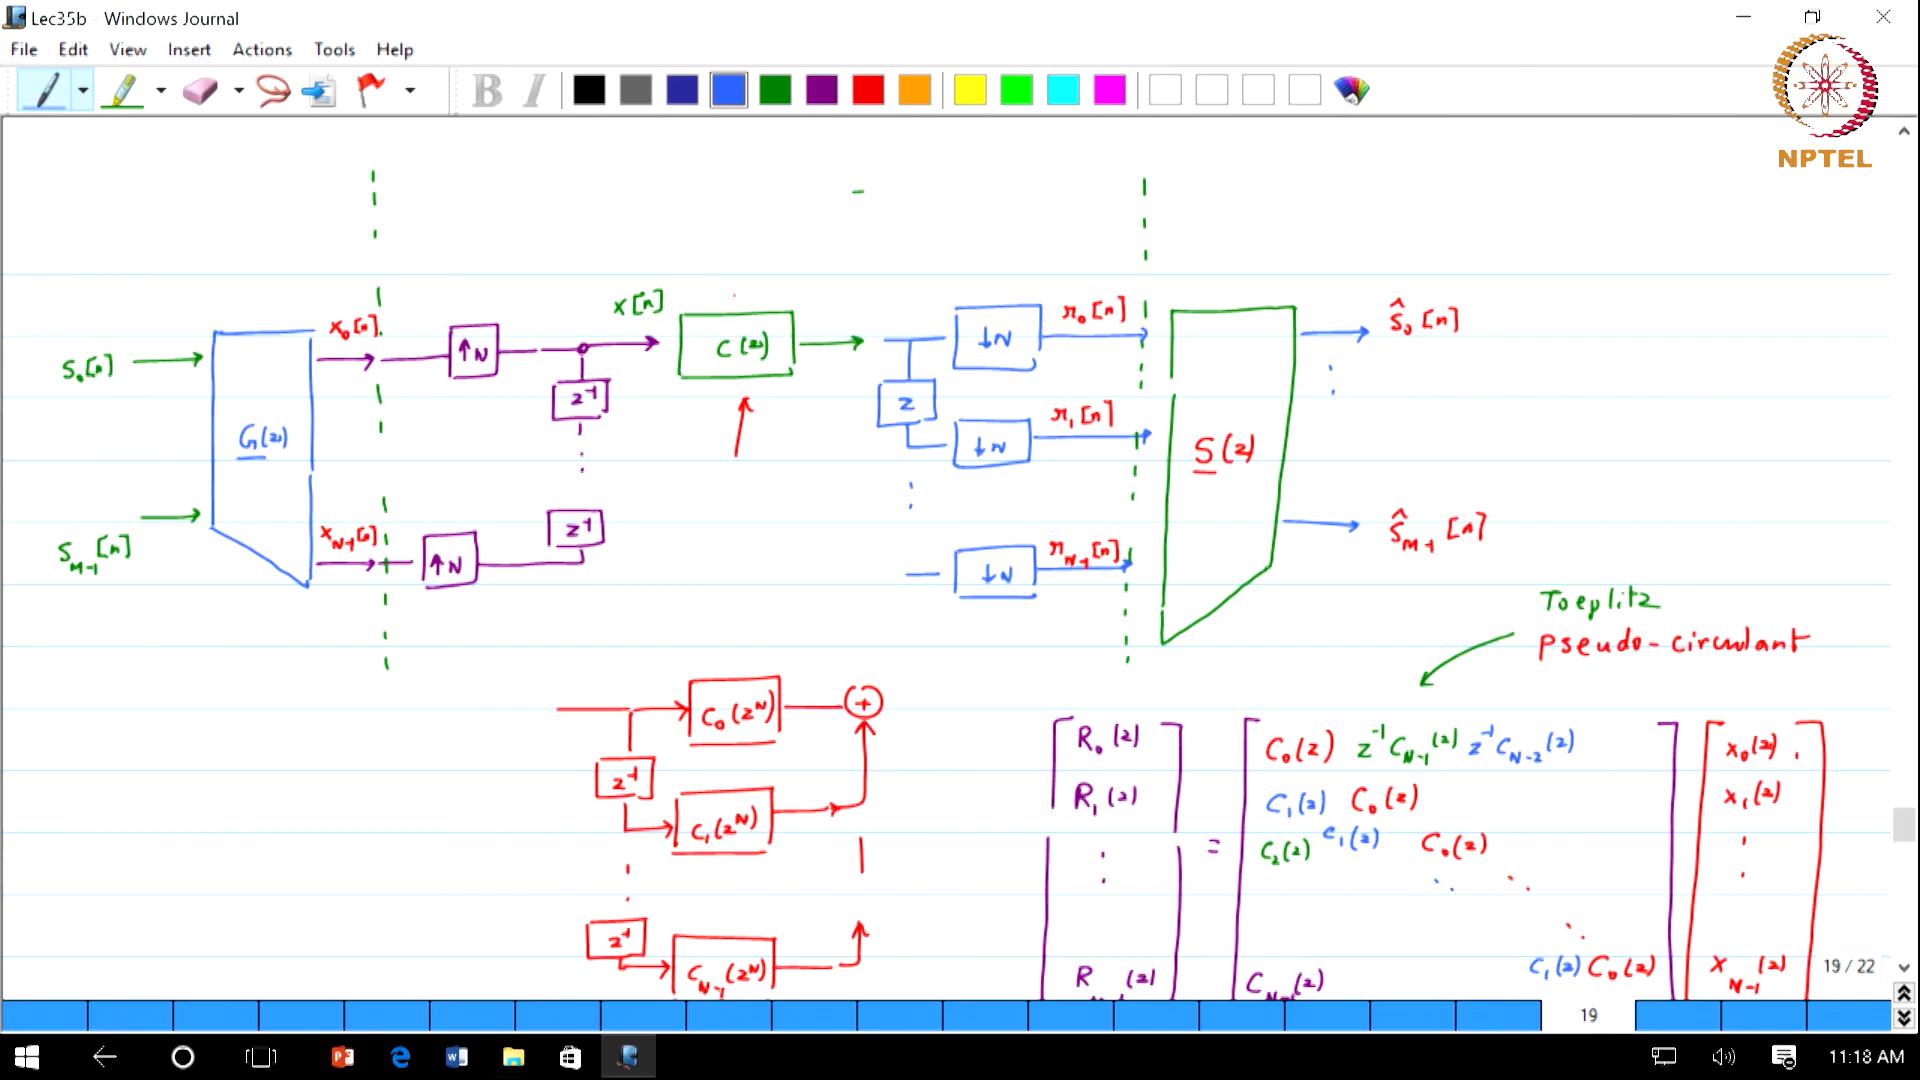 Lec35b - Windows Journal
File Edit View Insert Actions Tools Help
B I
NPTEL
x[n]
S₀[n]
x₀[n]
↑N
C(z)
↓N
r₀[n]
Ŝ₀[n]
z⁻¹
z
r₁[n]
G(z)
↓N
S(z)
S_{M-1}[n]
x_{N-1}[n]
↑N
z⁻¹
↓N
r_{N-1}[n]
Ŝ_{M-1}[n]
Toeplitz
pseudo-circulant
C₀(z^N) +
z⁻¹
C₁(z^N)
z⁻¹
C_{N-1}(z^N)
R₀(z) C₀(z) z⁻¹C_{N-1}(z) z⁻¹C_{N-2}(z) x₀(z)
R₁(z) C₁(z) C₀(z) x₁(z)
= C₂(z) C₁(z) C₀(z)
C₁(z) C₀(z) x_{N-1}(z)
R (z) C_{N-1}(z)
19 / 22
19
11:18 AM